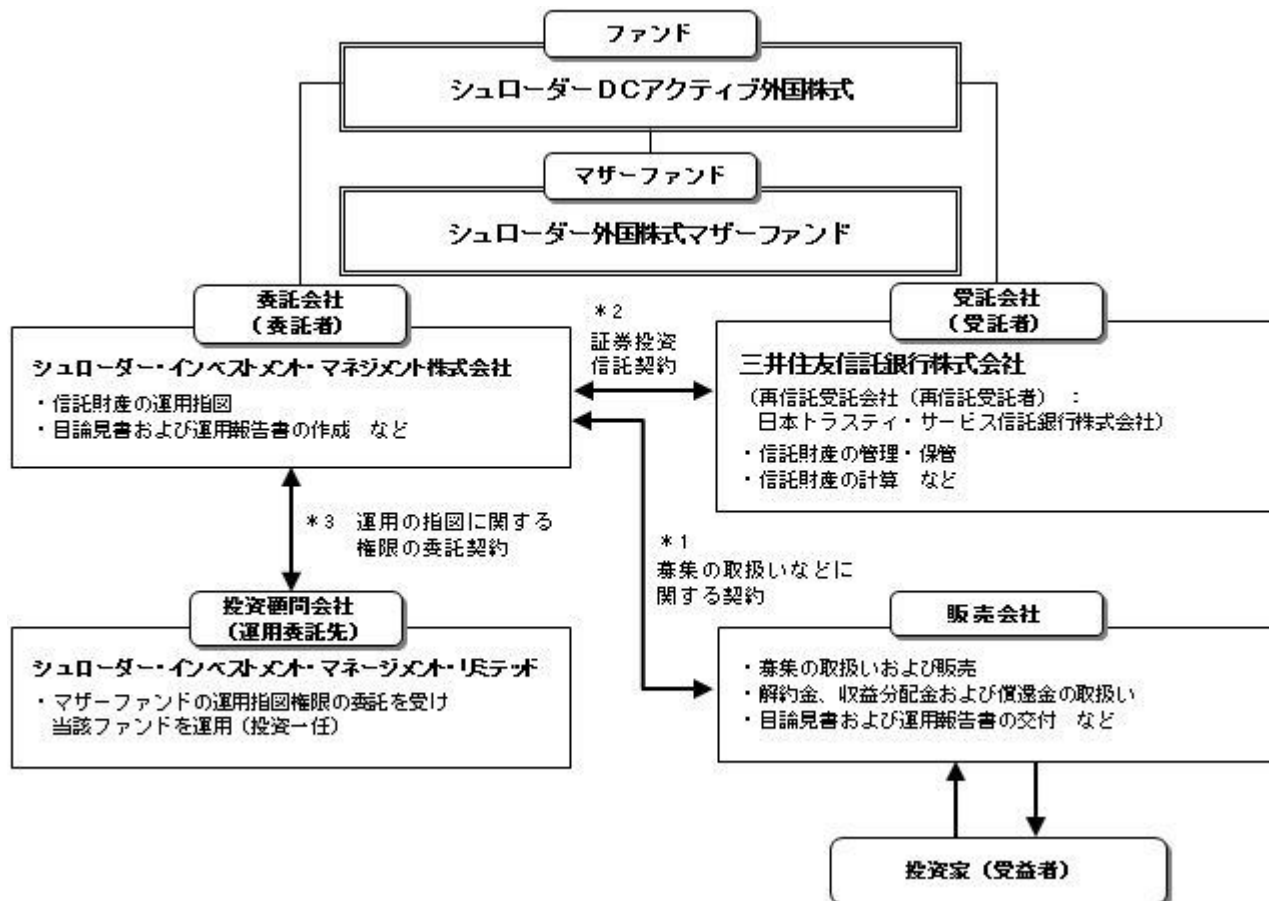 ファンド
シュローダーDCアクティブ外国株式
マザーファンド
シュローダー外国株式マザーファンド
委託会社
(委託者)
シュローダー・インベストメント・マネジメント株式会社
・信託財産の運用指図
・目論見書および運用報告書の作成 など
*2
証券投資
信託契約
受託会社
(受託者)
三井住友信託銀行株式会社
(再信託受託会社(再信託受託者) :
日本トラスティ・サービス信託銀行株式会社)
・信託財産の管理・保管
・信託財産の計算 など
*3 運用の指図に関する
権限の委託契約
*1
募集の取扱いなどに
関する契約
投資顧問会社
(運用委託先)
シュローダー・インベストメント・マネージメント・リミテッド
・マザーファンドの運用指図権限の委託を受け
当該ファンドを運用(投資一任)
販売会社
・募集の取扱いおよび販売
・解約金、収益分配金および償還金の取扱い
・目論見書および運用報告書の交付 など
投資家(受益者)